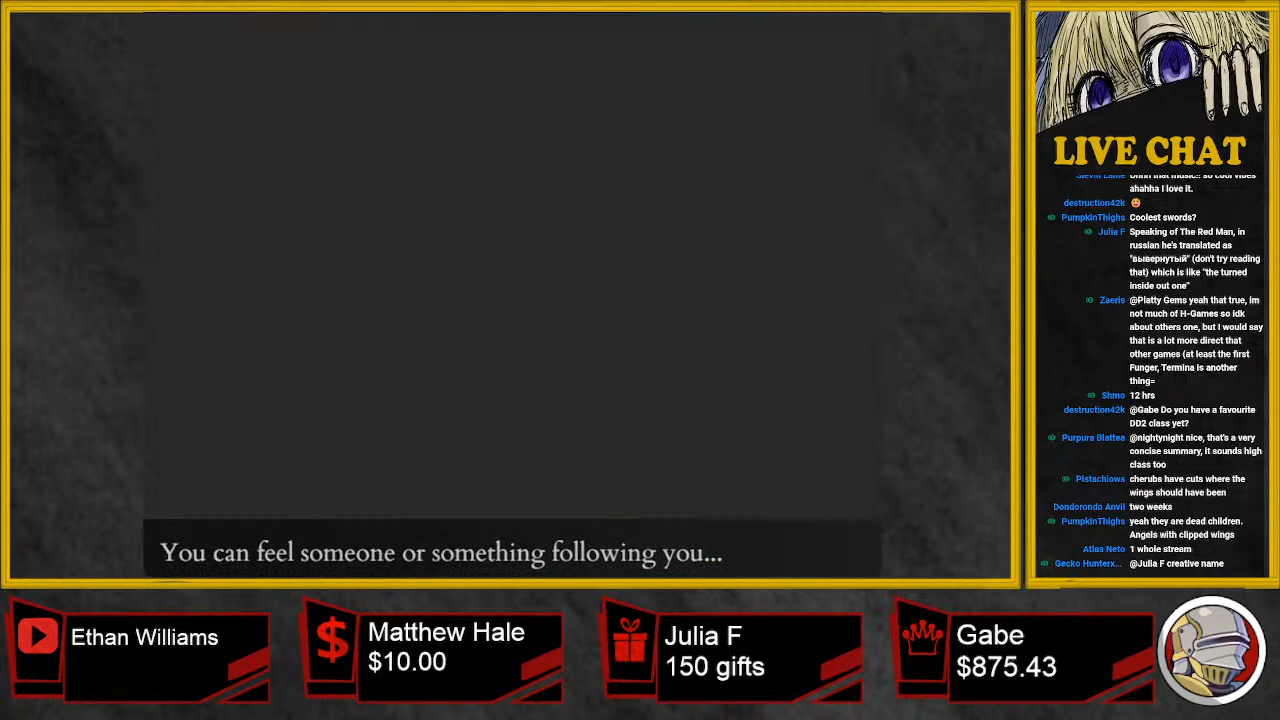 You can feel someone or something following you...
LIVE CHAT
ahahha I love it.
destruction42k
PumpkinThighs Coolest swords?
Julia F Speaking of The Red Man, in
russian he's translated as
"вывернутый" (don't try reading
that) which is like "the turned
inside out one"
Zaeris @Platty Gems yeah that true, im
not much of H-Games so idk
about others one, but I would say
that is a lot more direct that
other games (at least the first
Funger, Termina is another
thing=
Shmo 12 hrs
destruction42k @Gabe Do you have a favourite
DD2 class yet?
Purpura Blattea @nightynight nice, that's a very
concise summary, it sounds high
class too
Pistachiows cherubs have cuts where the
wings should have been
Dondorondo Anvil two weeks
PumpkinThighs yeah they are dead children.
Angels with clipped wings
Atlas Neto 1 whole stream
Gecko Hunterx... @Julia F creative name
Ethan Williams
Matthew Hale
$10.00
Julia F
150 gifts
Gabe
$875.43